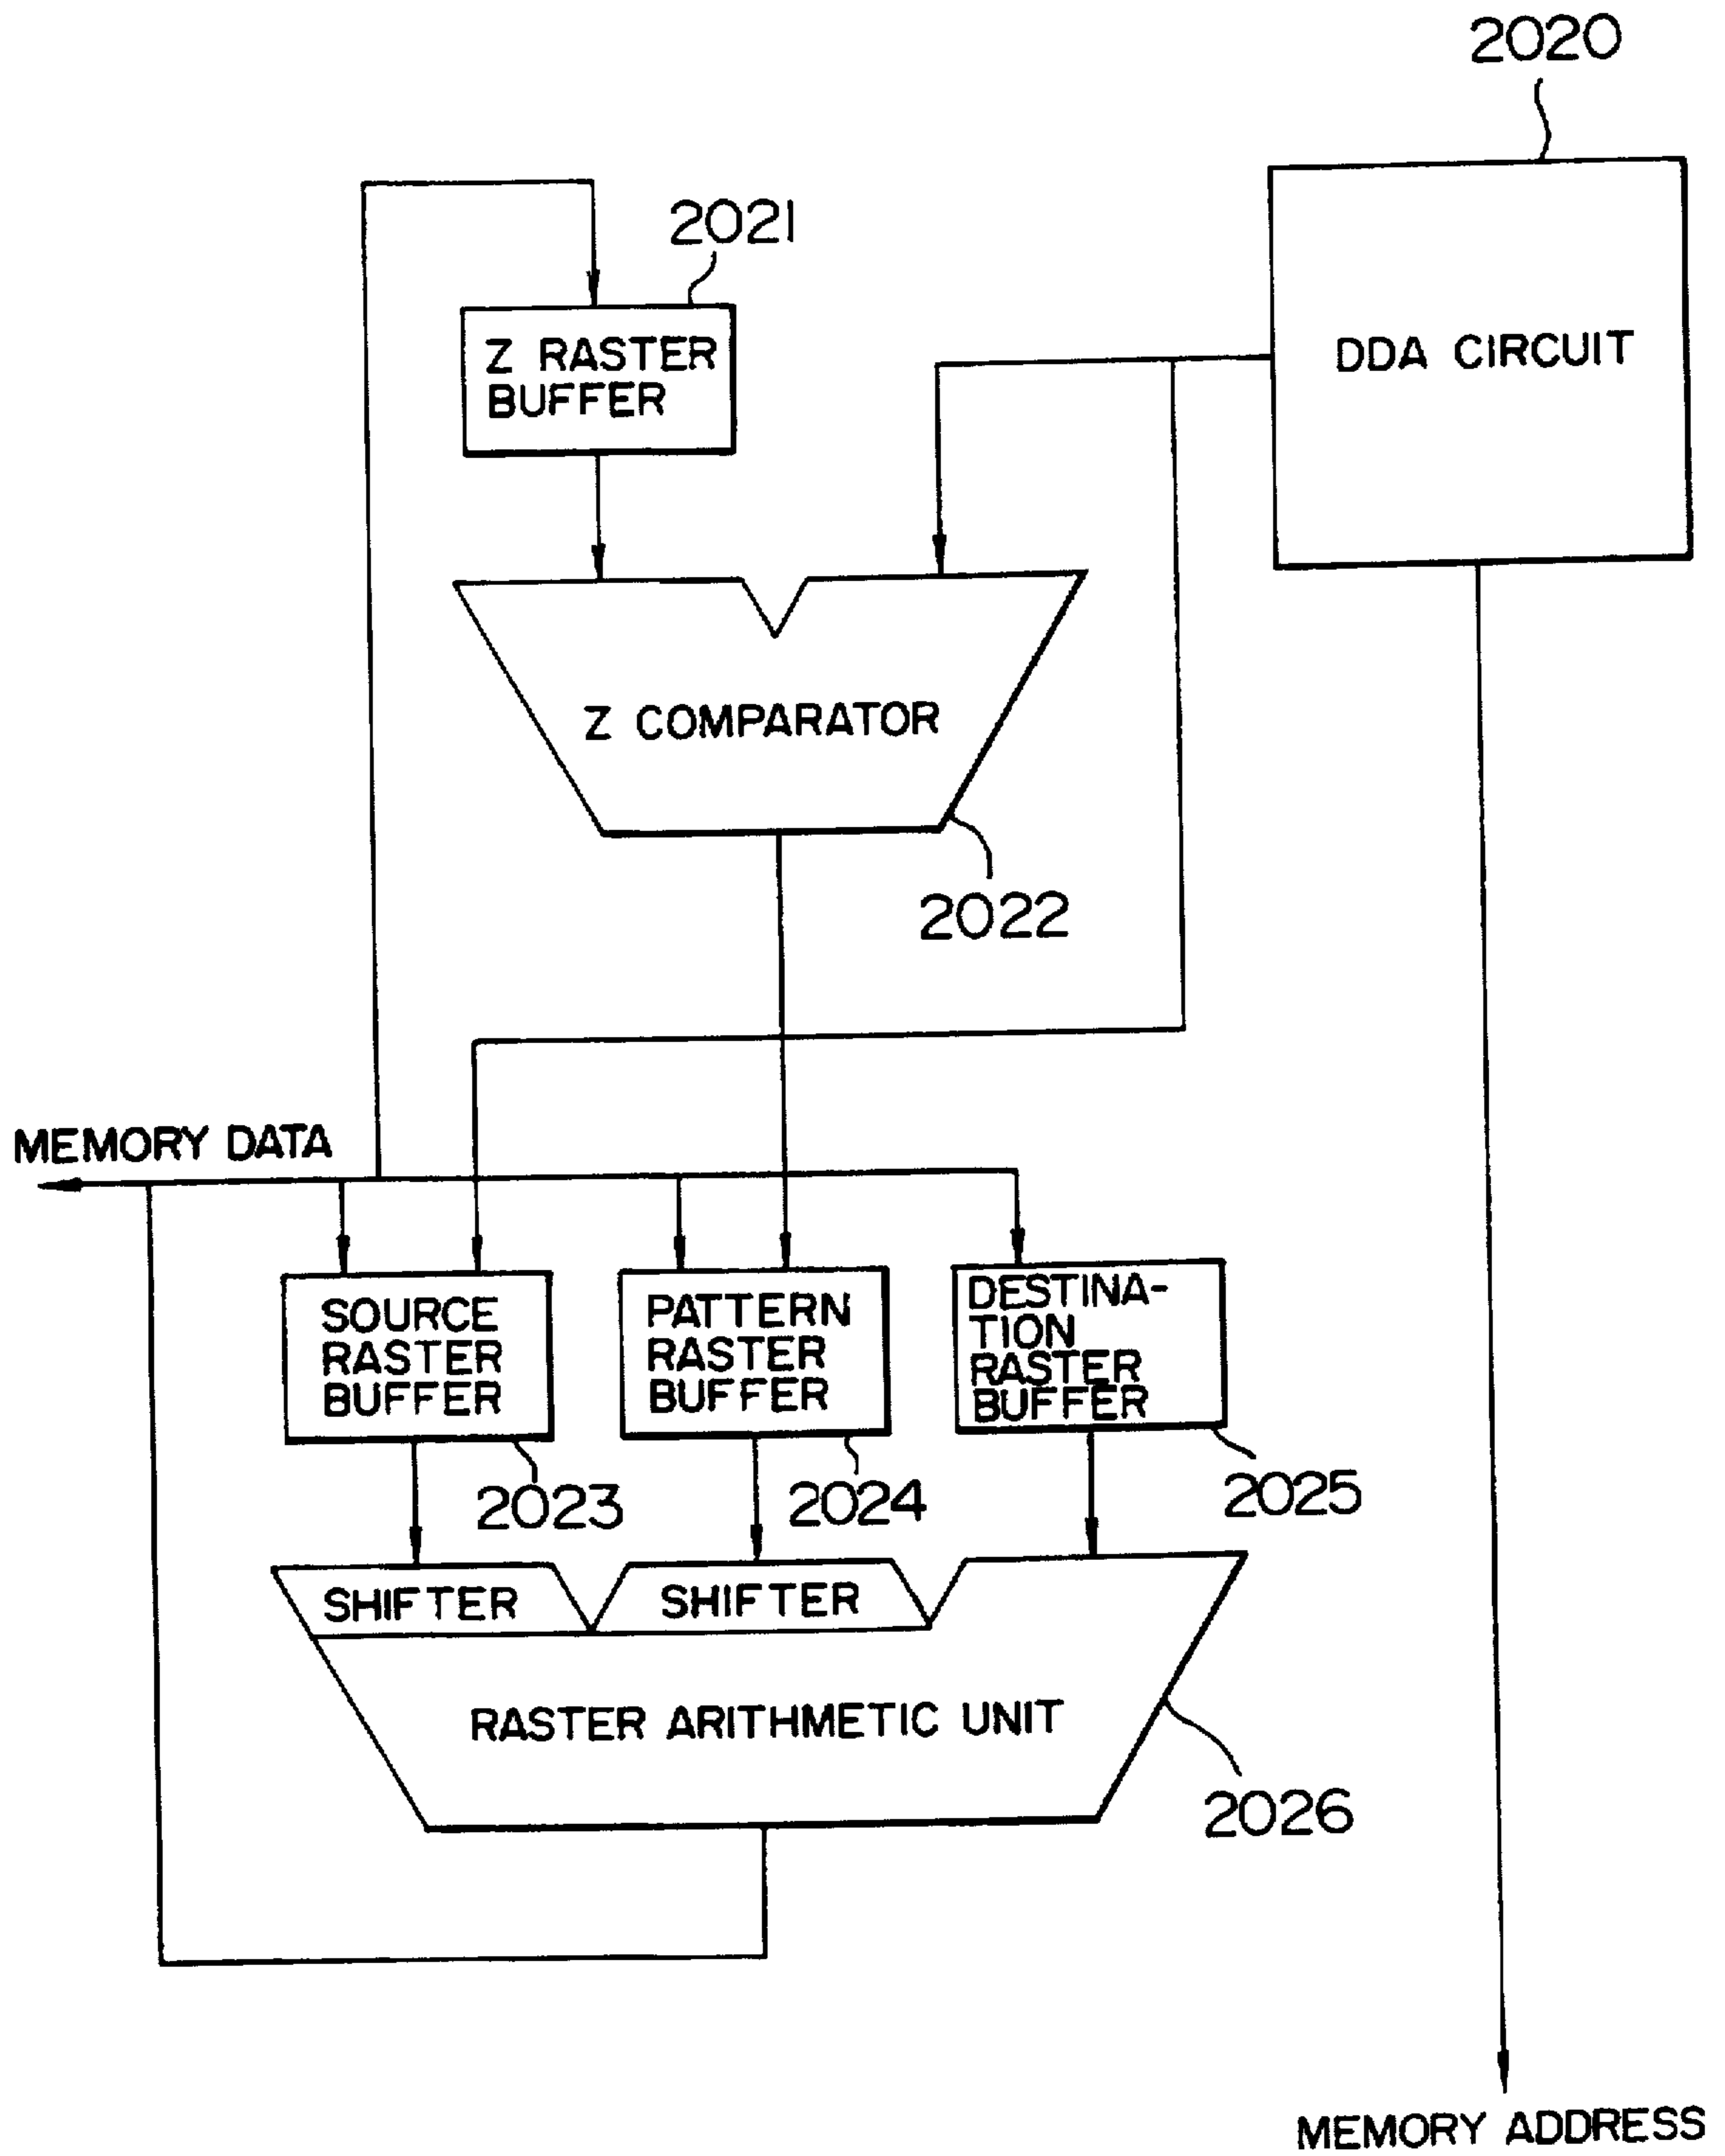 2020
2021
Z RASTER
BUFFER
DDA CIRCUIT
Z COMPARATOR
2022
MEMORY DATA
SOURCE
RASTER
BUFFER
PATTERN
RASTER
BUFFER
DESTINA-
TION
RASTER
BUFFER
2023
2024
2025
SHIFTER
SHIFTER
RASTER ARITHMETIC UNIT
2026
MEMORY ADDRESS